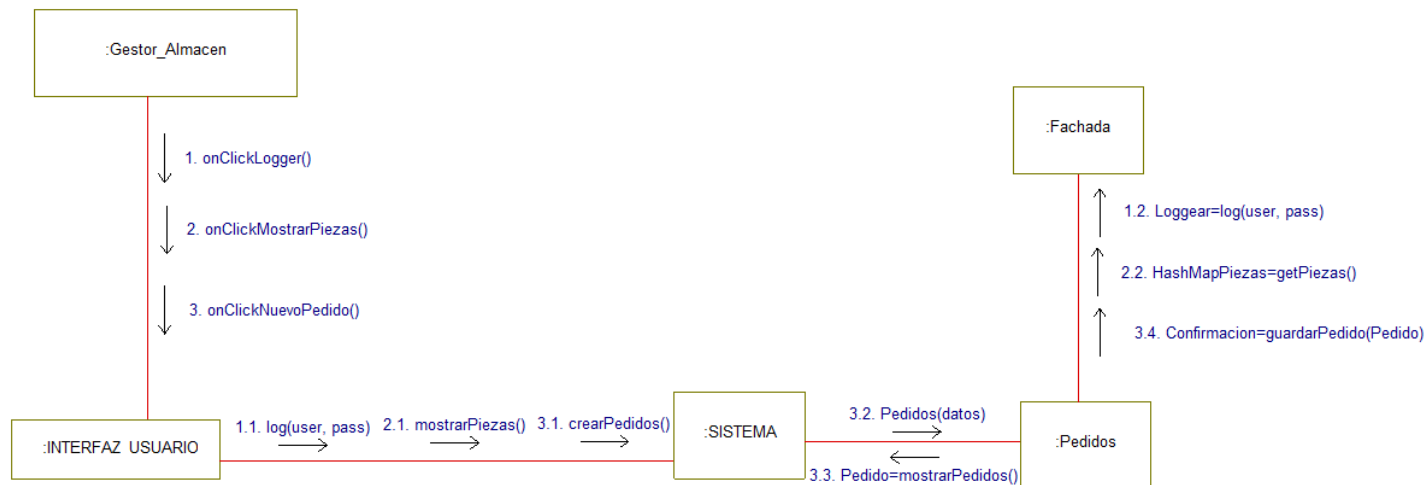 :Gestor_Almacen
:Fachada
1. onClickLogger()
1.2. Loggear=log(user, pass)
2. onClickMostrarPiezas()
2.2. HashMapPiezas=getPiezas()
3. onClickNuevoPedido()
3.4. Confirmacion=guardarPedido(Pedido)
:INTERFAZ USUARIO
1.1. log(user, pass)
2.1. mostrarPiezas()
3.1. crearPedidos()
:SISTEMA
3.2. Pedidos(datos)
3.3. Pedido=mostrarPedidos()
:Pedidos